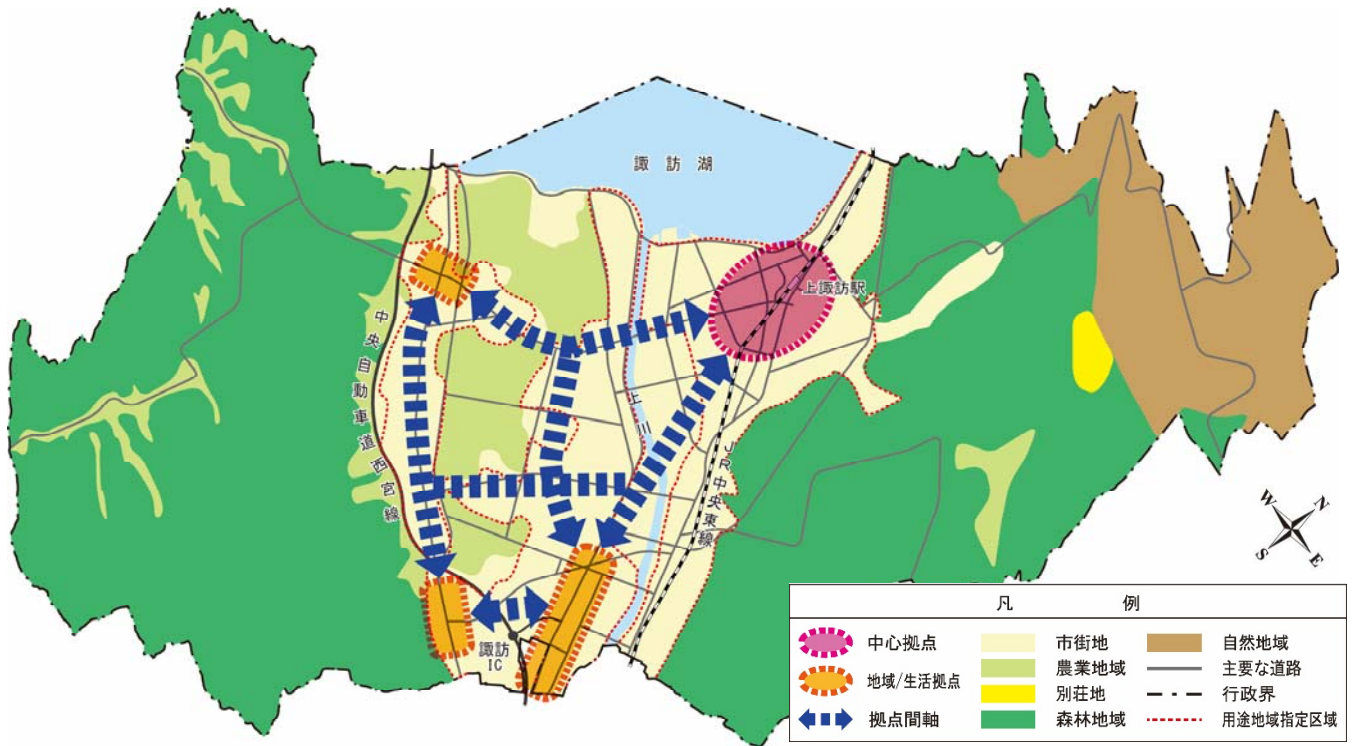 諏訪湖
上諏訪駅
中央自動車道西宮線
上川
JR中央東線
諏訪
IC
W N
S E
凡 例
中心拠点
地域/生活拠点
拠点間軸
市街地
農業地域
別荘地
森林地域
自然地域
主要な道路
行政界
用途地域指定区域